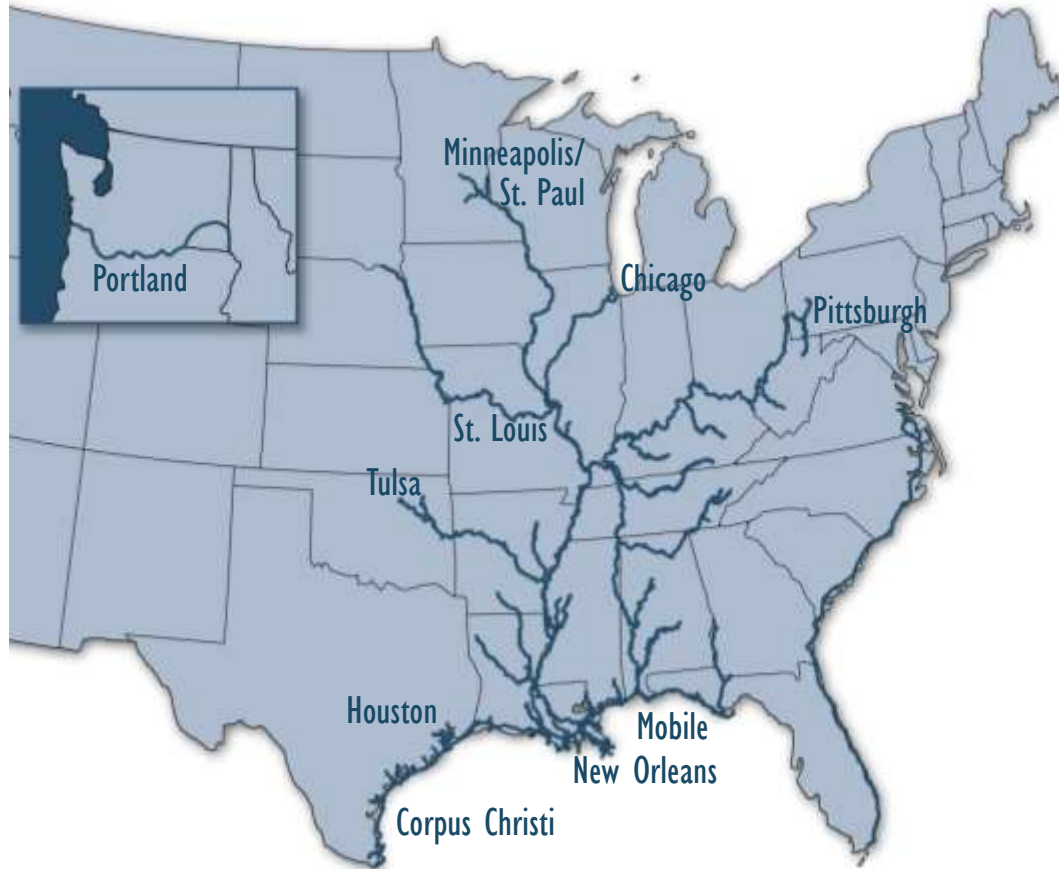 Minneapolis/
St. Paul
Portland
Chicago
Pittsburgh
St. Louis
Tulsa
Houston
Mobile
New Orleans
Corpus Christi